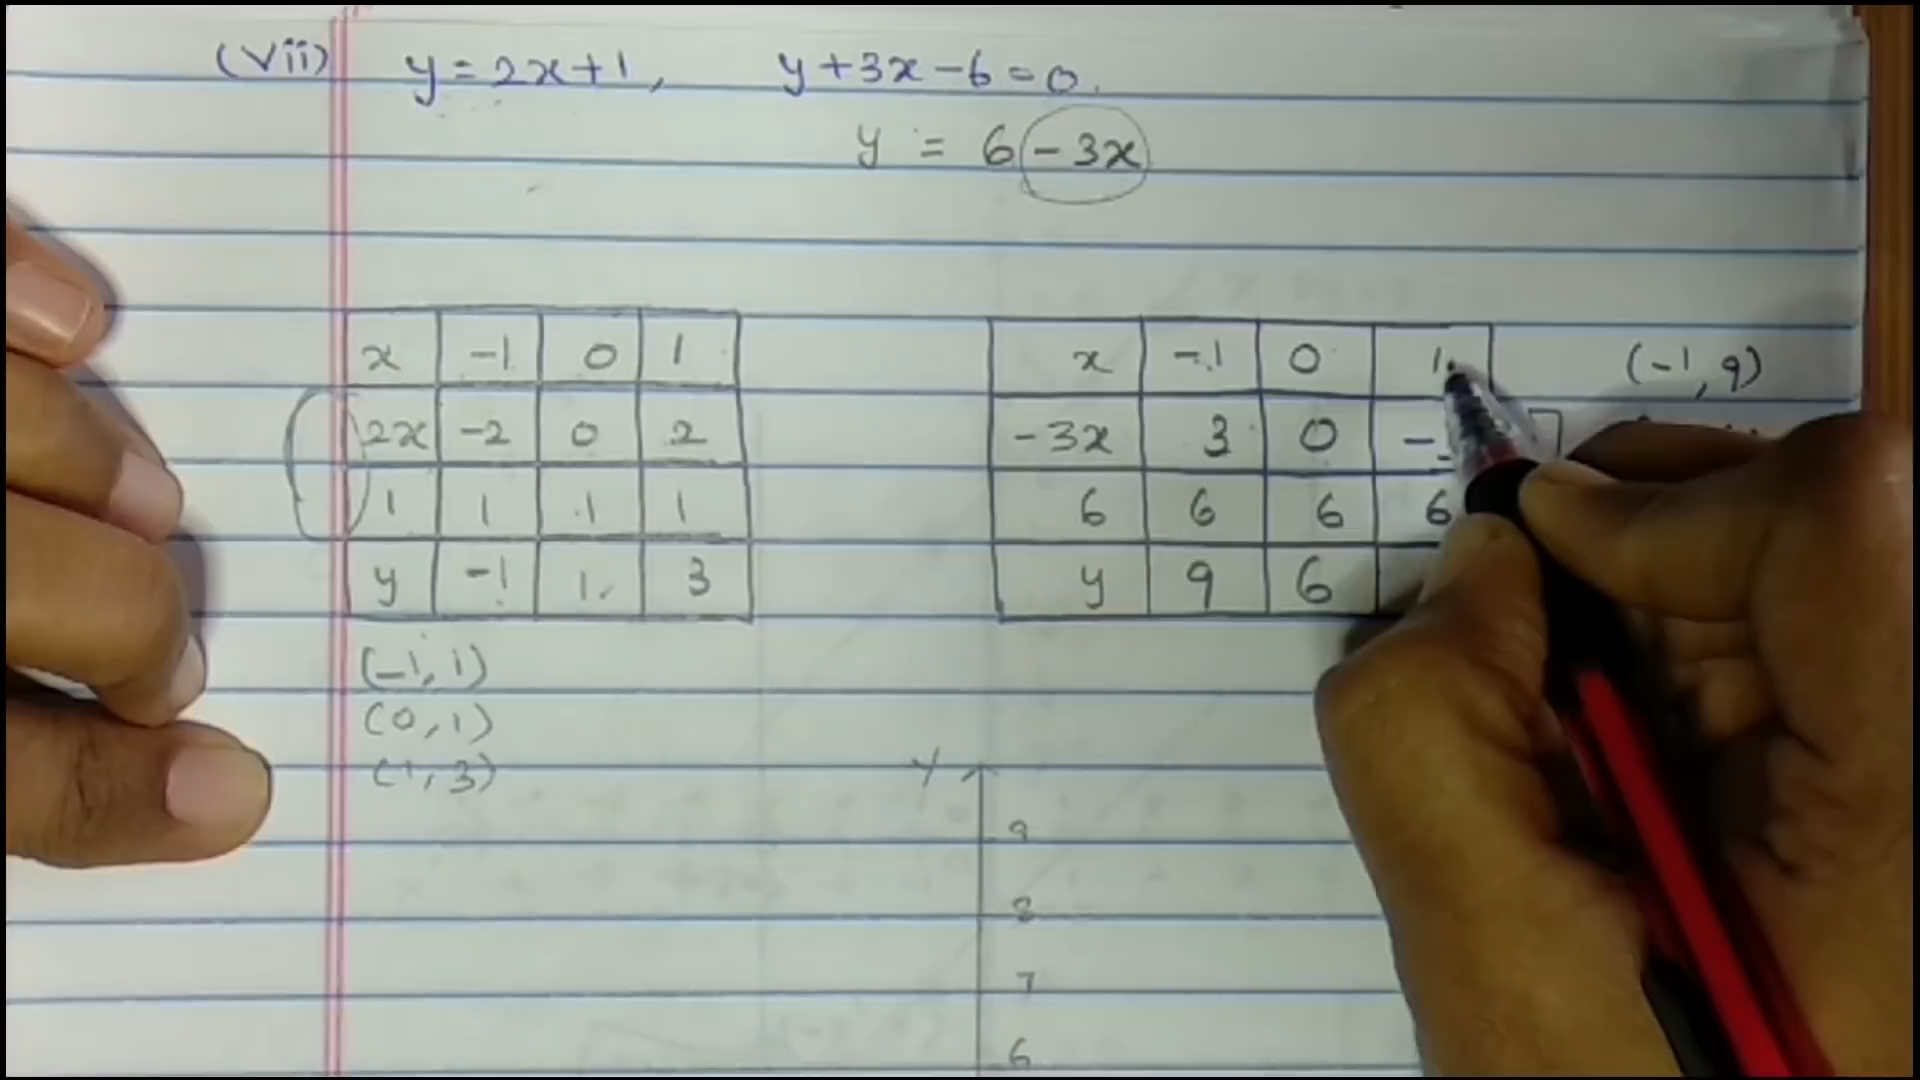 (vii) y = 2x + 1, y + 3x - 6 = 0.
y = 6 - 3x
x -1 0 1
2x -2 0 2
1 1 1 1
y -1 1 3
(-1, 1)
(0, 1)
(1, 3)
x -1 0 1
-3x 3 0 -
6 6 6 6
y 9 6
(-1, 9)
Y
9
8
7
6